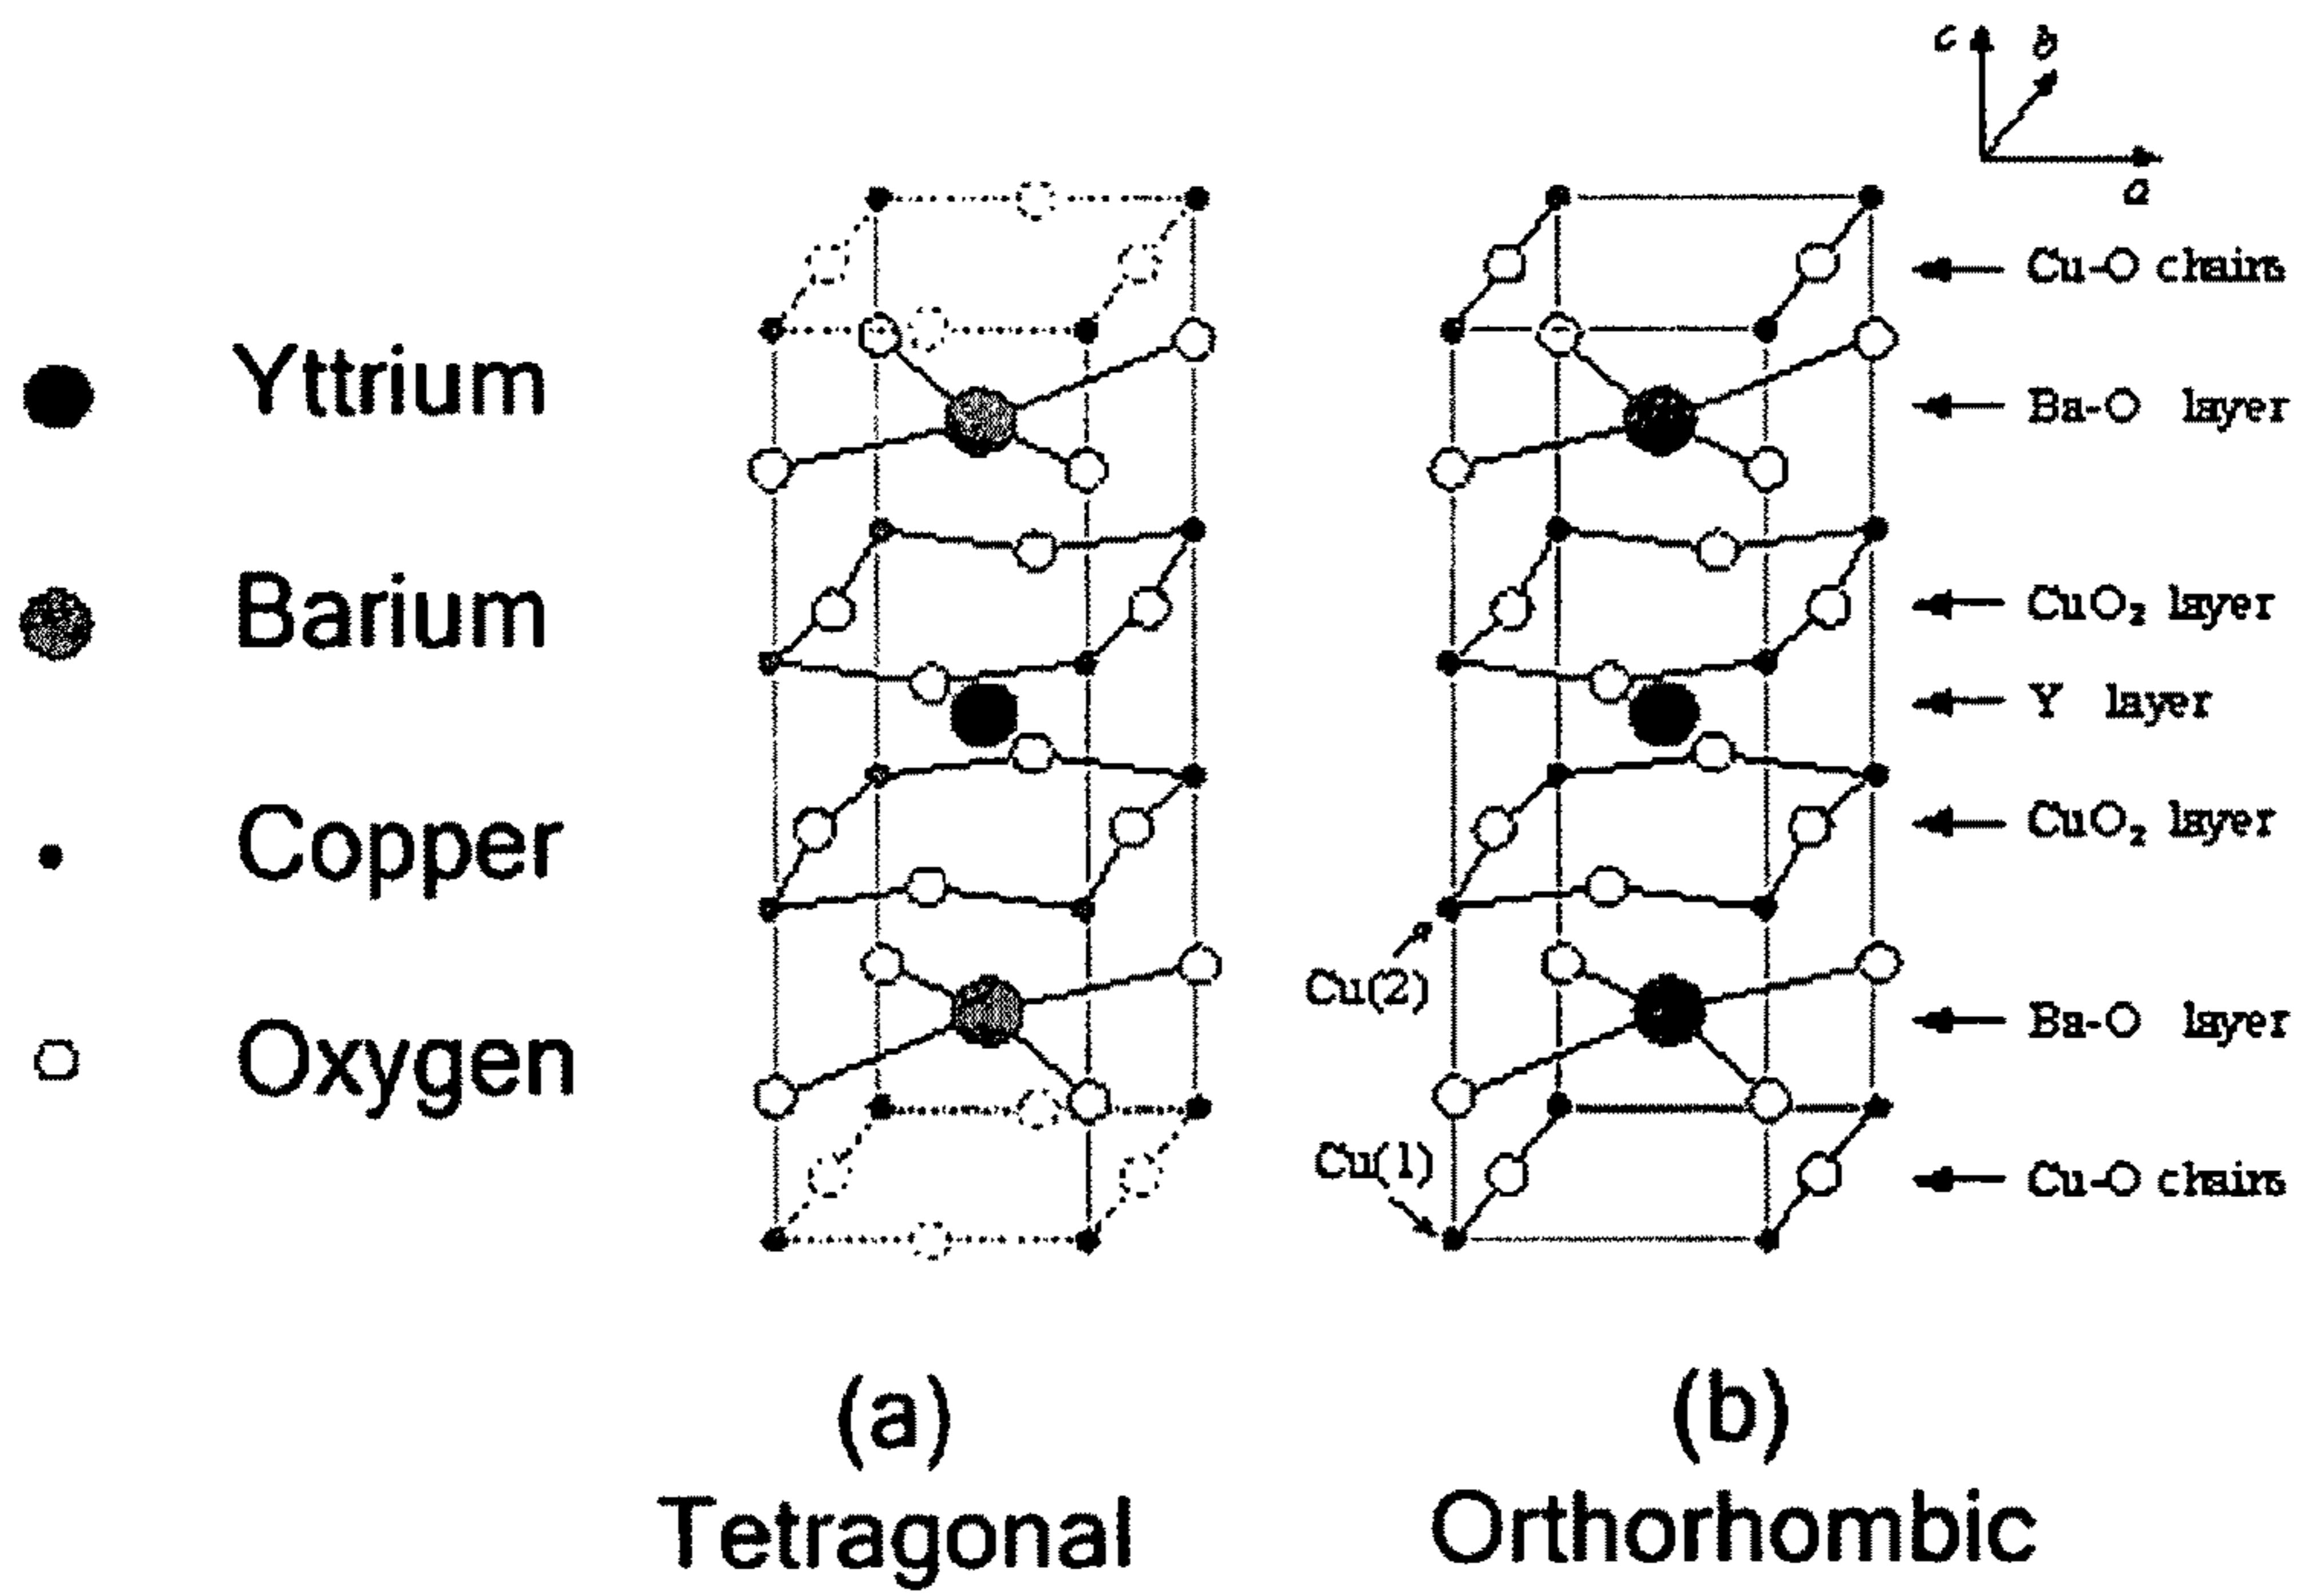 c b
a
Yttrium
Barium
Copper
Oxygen
Cu-O chains
Ba-O layer
CuO₂ layer
Y layer
CuO₂ layer
Cu(2)
Ba-O layer
Cu(1)
Cu-O chains
(a)
Tetragonal
(b)
Orthorhombic